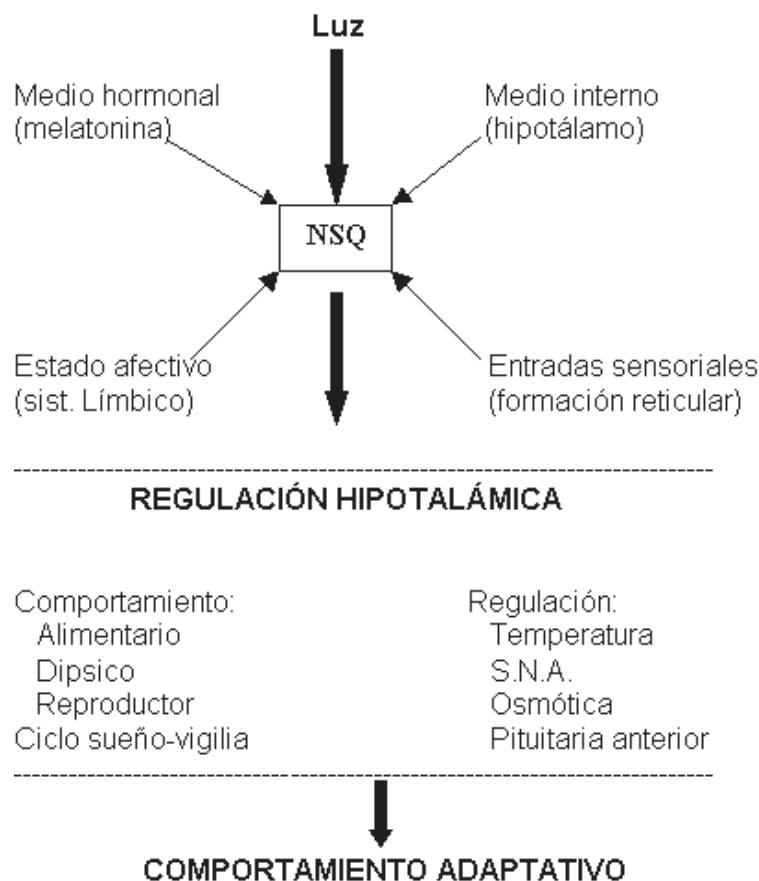 Luz
Medio hormonal
(melatonina)
Medio interno
(hipotálamo)
NSQ
Estado afectivo
(sist. Límbico)
Entradas sensoriales
(formación reticular)
REGULACIÓN HIPOTALÁMICA
Comportamiento:
Alimentario
Dipsico
Reproductor
Ciclo sueño-vigilia
Regulación:
Temperatura
S.N.A.
Osmótica
Pituitaria anterior
COMPORTAMIENTO ADAPTATIVO